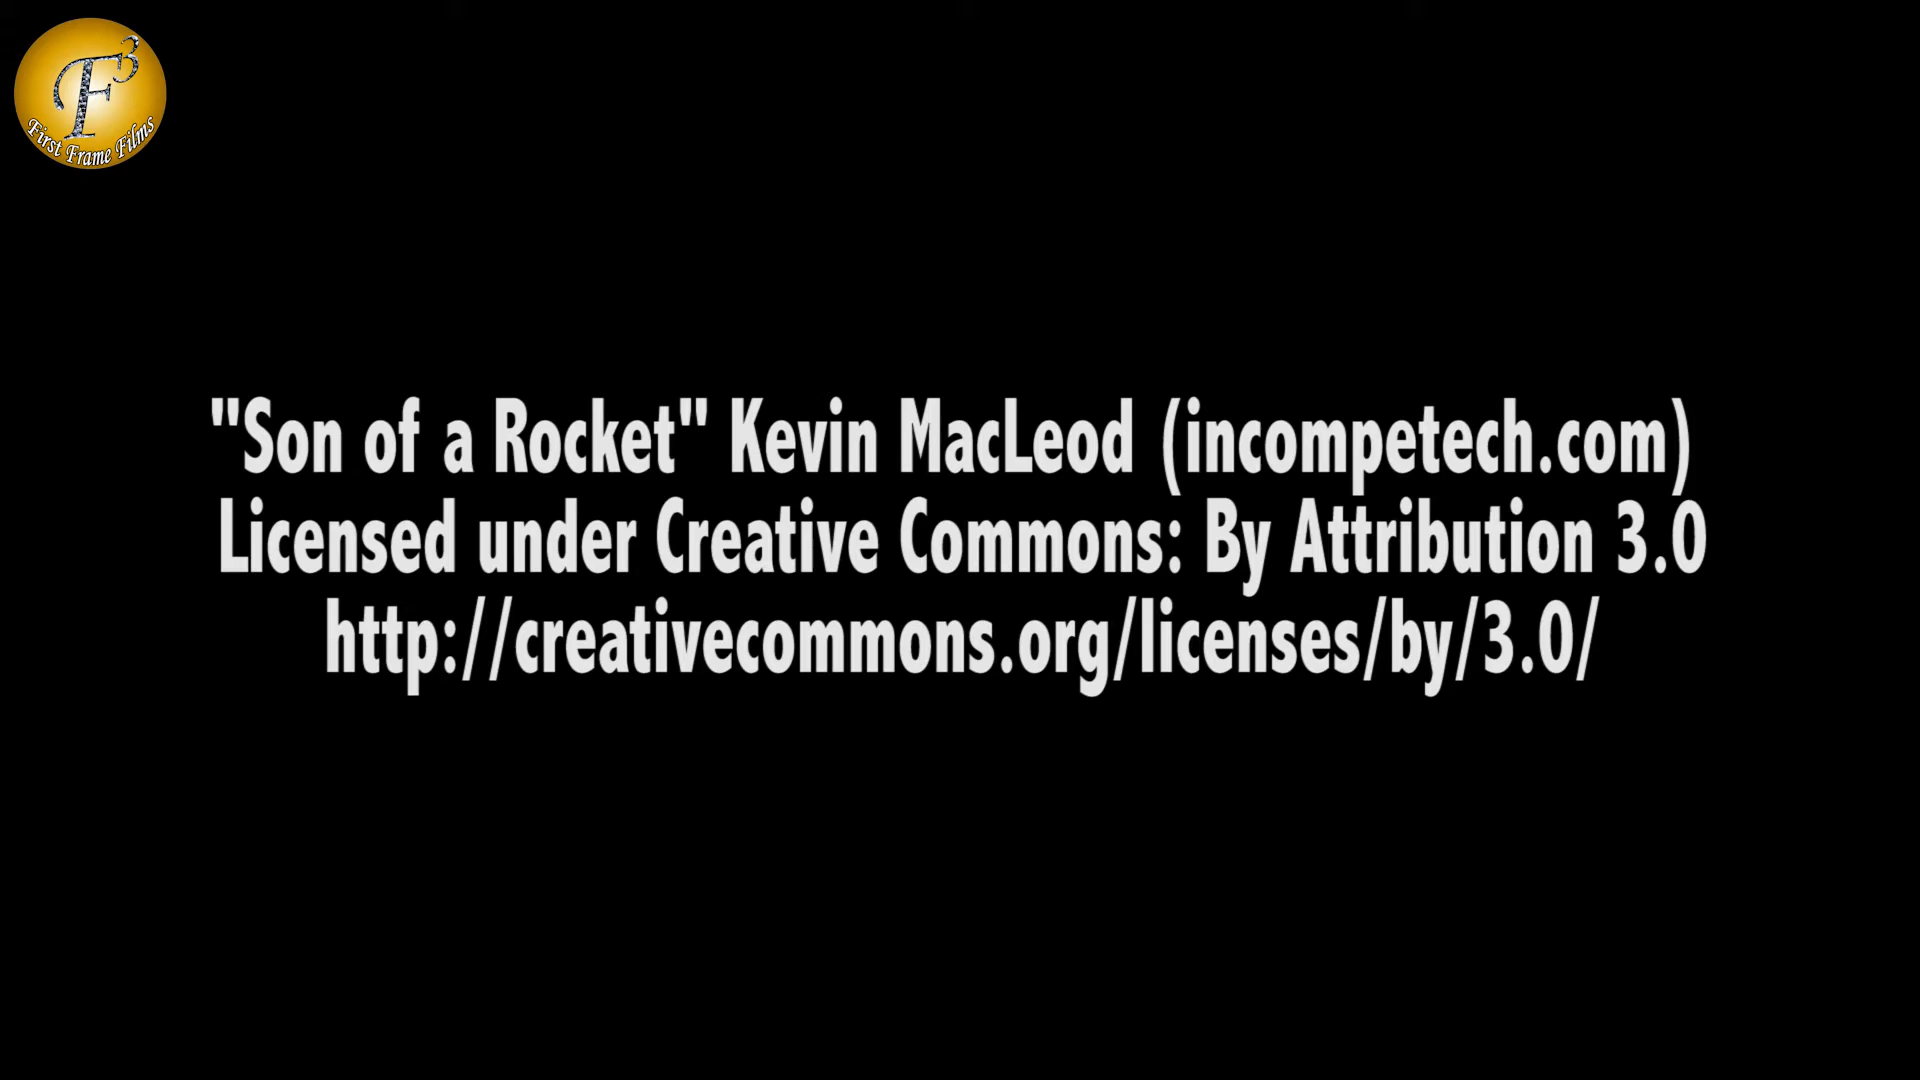 F3
First Frame Films
"Son of a Rocket" Kevin MacLeod (incompetech.com)
Licensed under Creative Commons: By Attribution 3.0
http://creativecommons.org/licenses/by/3.0/